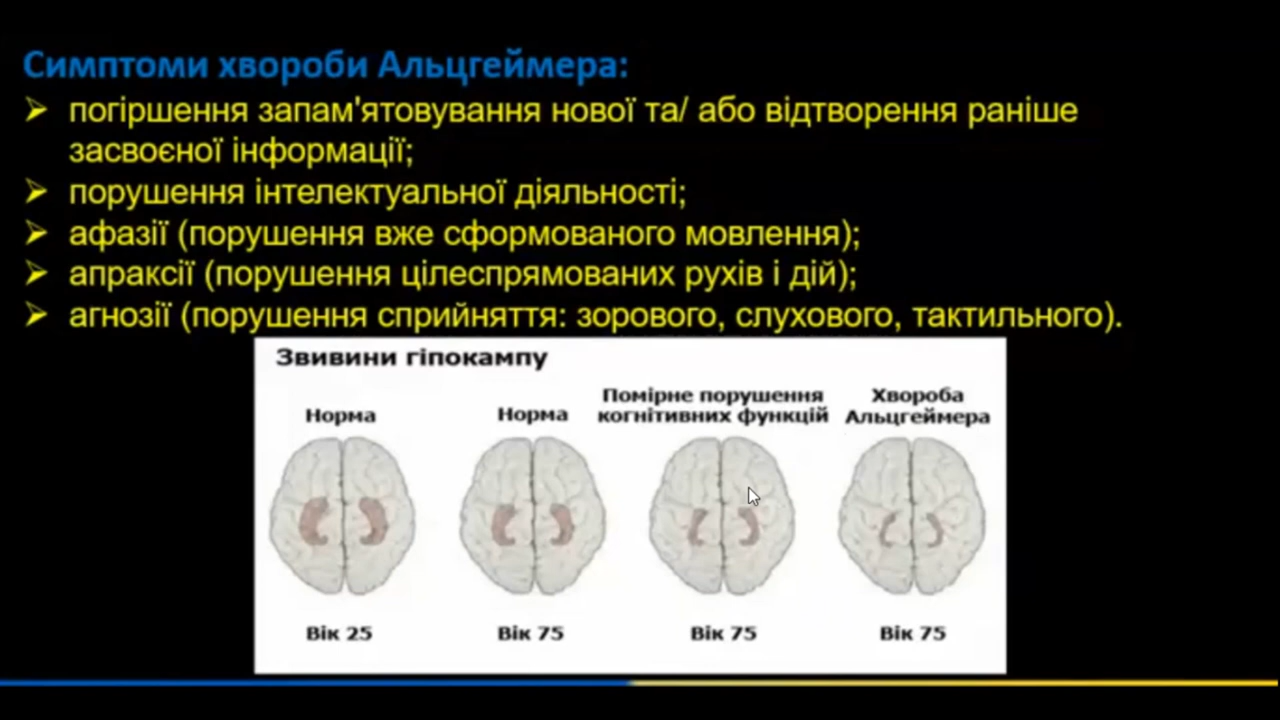 Симптоми хвороби Альцгеймера:
➢ погіршення запам'ятовування нової та/ або відтворення раніше
засвоєної інформації;
➢ порушення інтелектуальної діяльності;
➢ афазії (порушення вже сформованого мовлення);
➢ апраксії (порушення цілеспрямованих рухів і дій);
➢ агнозії (порушення сприйняття: зорового, слухового, тактильного).
Звивини гіпокампу
Норма
Норма
Помірне порушення
когнітивних функцій
Хвороба
Альцгеймера
Вік 25
Вік 75
Вік 75
Вік 75